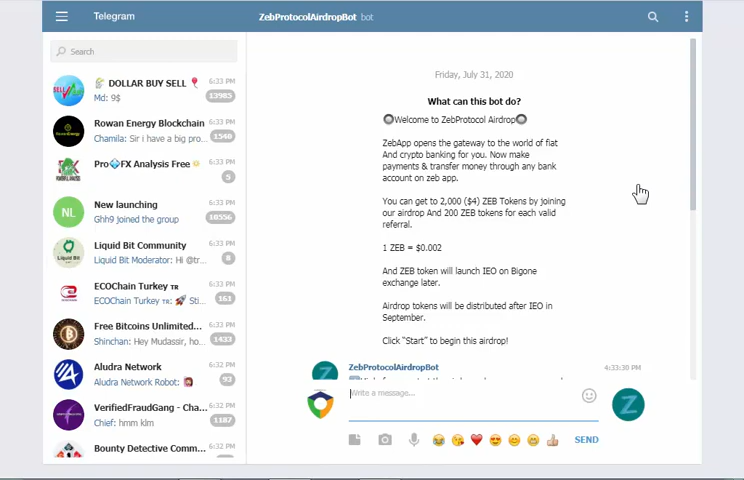 Telegram
ZebProtocolAirdropBot bot
Search
DOLLAR BUY SELL 6:33 PM
Md: 9$ 13985
Rowan Energy Blockchain 6:33 PM
Chamila: Sir i have a big pro... 1540
Pro FX Analysis Free 6:33 PM
5
NL New launching 6:33 PM
Ghh9 joined the group 18556
Liquid Bit Community 6:33 PM
Liquid Bit Moderator: Hi @tr... 8
ECOChain Turkey TR 6:33 PM
ECOChain Turkey TR: Sti... 161
Free Bitcoins Unlimited... 6:33 PM
Shinchan: Hey Mudassir, ho... 1433
Aludra Network 6:32 PM
Aludra Network Robot: 93
VerifiedFraudGang - Cha... 6:32 PM
Chief: hmm klm 1187
Bounty Detective Comm... 6:32 PM
Friday, July 31, 2020
What can this bot do?
Welcome to ZebProtocol Airdrop
ZebApp opens the gateway to the world of fiat
And crypto banking for you. Now make
payments & transfer money through any bank
account on zeb app.
You can get to 2,000 ($4) ZEB Tokens by joining
our airdrop And 200 ZEB tokens for each valid
referral.
1 ZEB = $0.002
And ZEB token will launch IEO on Bigone
exchange later.
Airdrop tokens will be distributed after IEO in
September.
Click "Start" to begin this airdrop!
ZebProtocolAirdropBot 4:33:30 PM
Write a message...
Z
SEND